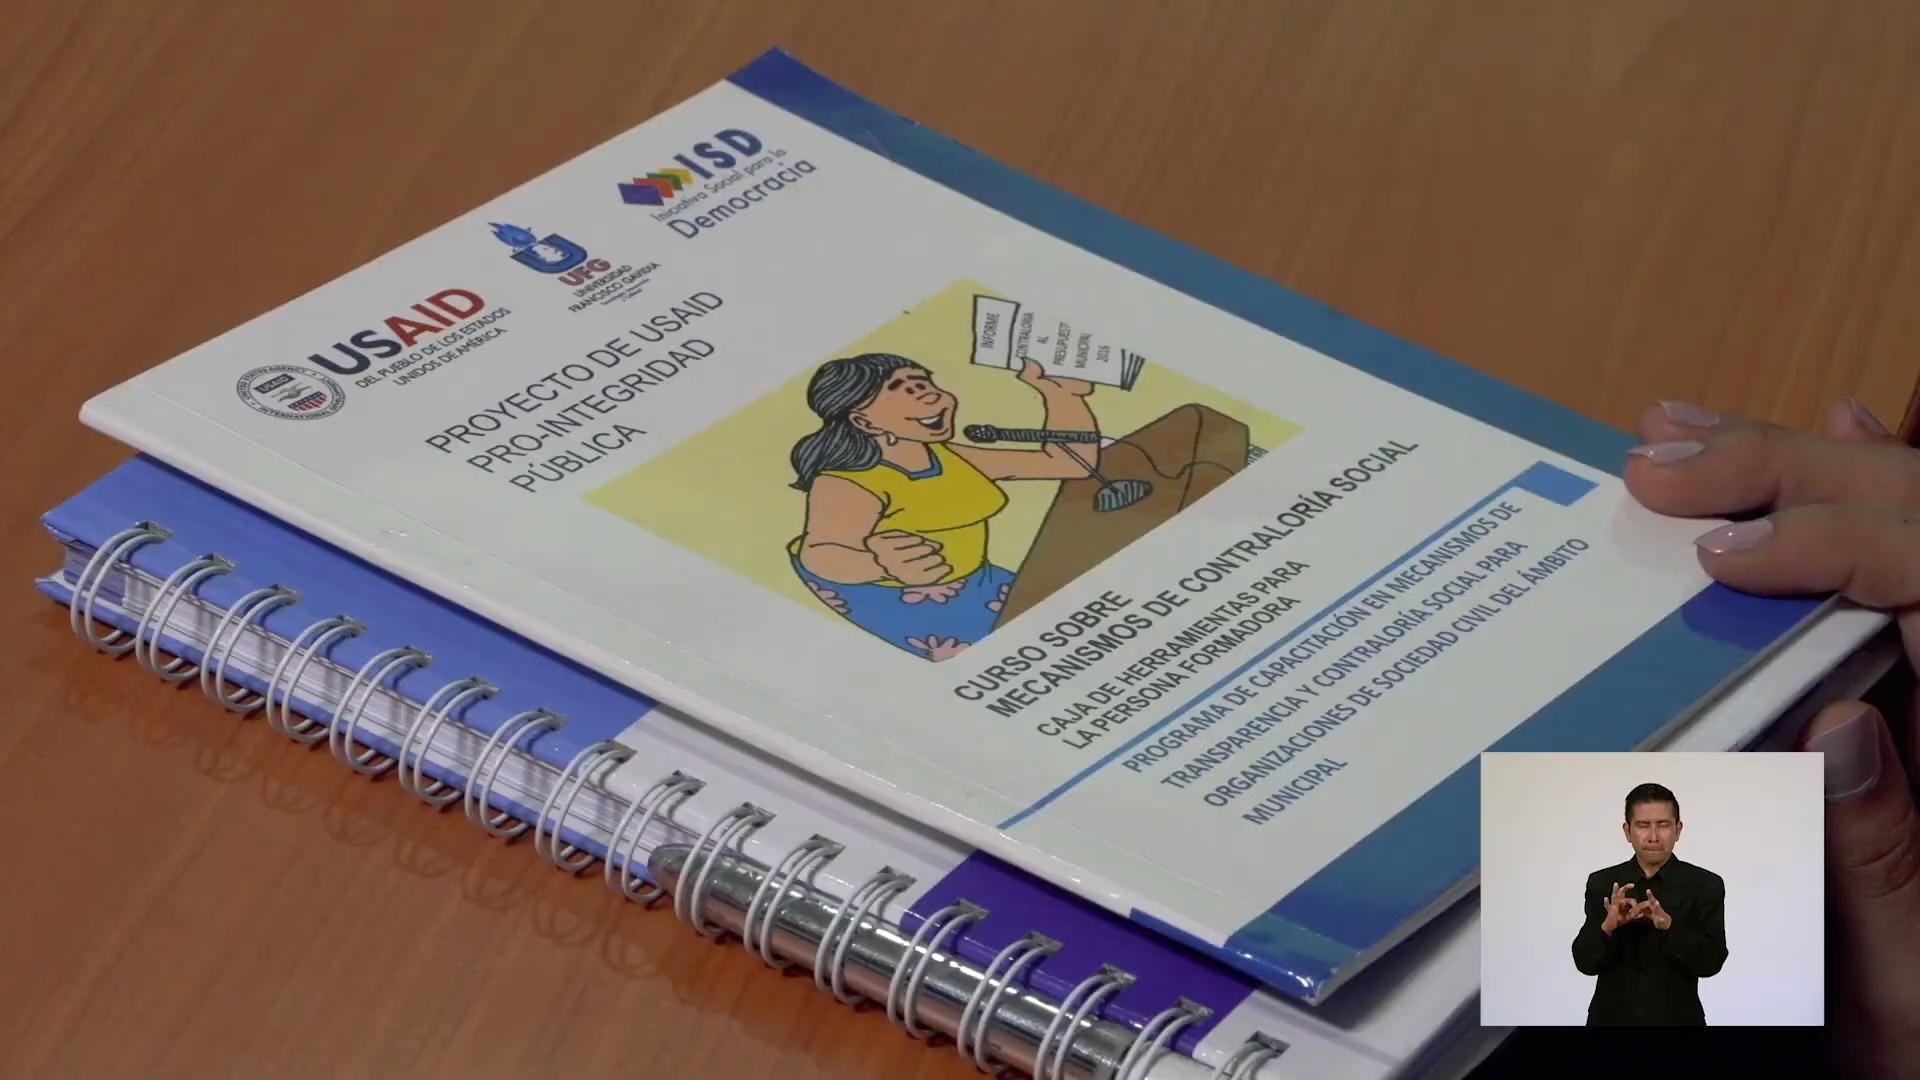 USAID
DEL PUEBLO DE LOS ESTADOS
UNIDOS DE AMÉRICA
UFG
UNIVERSIDAD
FRANCISCO GAVIDIA
ISD
Iniciativa Social para la
Democracia
PROYECTO DE USAID
PRO-INTEGRIDAD
PÚBLICA
INFORME
CONTRALORIA
AL
PRESUPUESTO
MUNICIPAL
2016
CURSO SOBRE
MECANISMOS DE CONTRALORÍA SOCIAL
CAJA DE HERRAMIENTAS PARA
LA PERSONA FORMADORA
PROGRAMA DE CAPACITACIÓN EN MECANISMOS DE
TRANSPARENCIA Y CONTRALORÍA SOCIAL PARA
ORGANIZACIONES DE SOCIEDAD CIVIL DEL ÁMBITO
MUNICIPAL